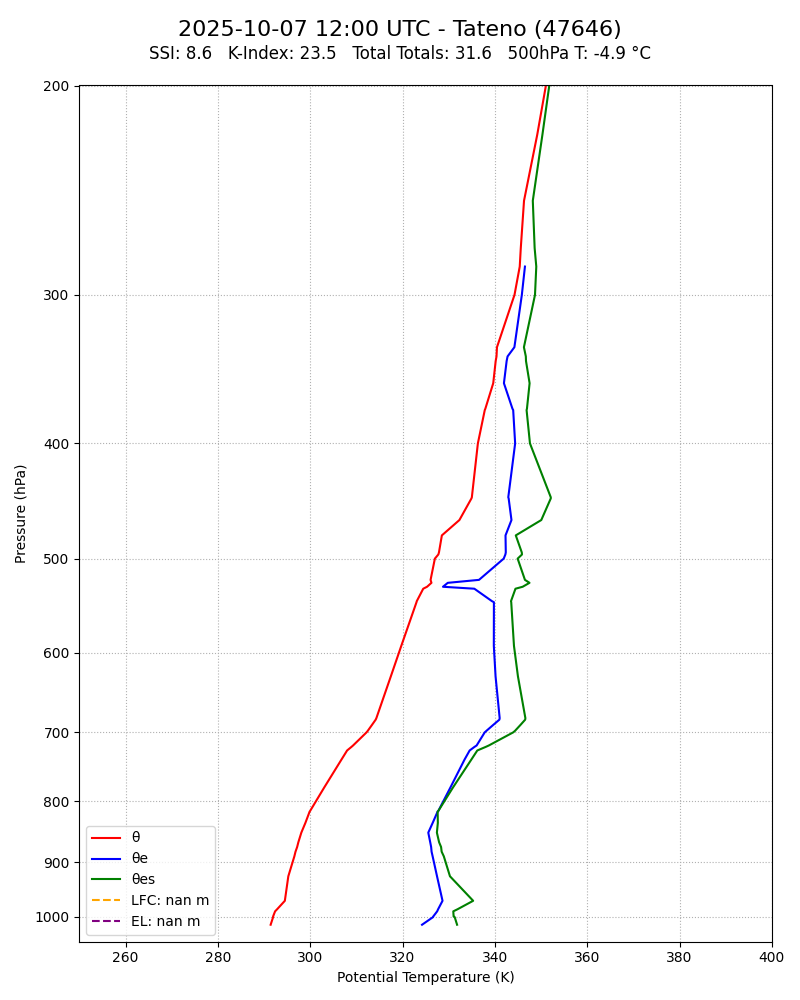 2025-10-07 12:00 UTC - Tateno (47646)
SSI: 8.6   K-Index: 23.5   Total Totals: 31.6   500hPa T: -4.9 °C
200
300
400
500
600
700
800
900
1000
Pressure (hPa)
θ
θe
θes
LFC: nan m
EL: nan m
260 280 300 320 340 360 380 400
Potential Temperature (K)